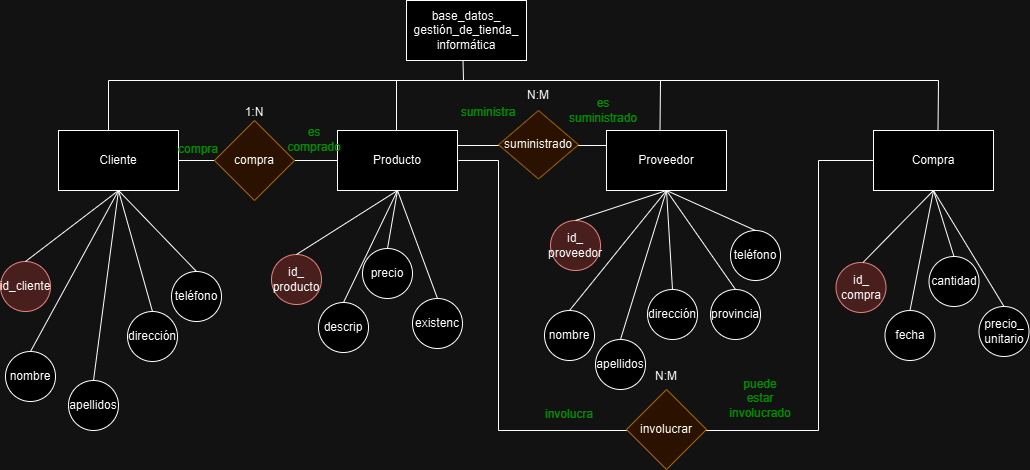 base_datos_
gestión_de_tienda_
informática
1:N
N:M
suministra
es
suministrado
compra
es
comprado
Cliente
compra
Producto
suministrado
Proveedor
Compra
id_cliente
nombre
apellidos
dirección
teléfono
id_
producto
descrip
precio
existenc
id_
proveedor
nombre
apellidos
dirección
provincia
teléfono
id_
compra
fecha
cantidad
precio_
unitario
N:M
involucra
involucrar
puede
estar
involucrado